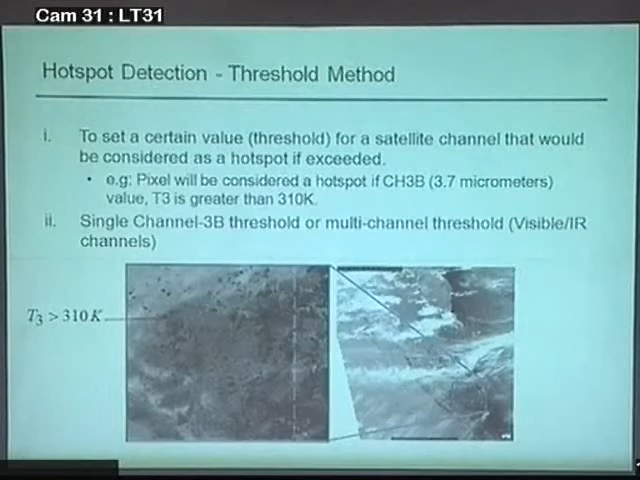 Cam 31 : LT31
Hotspot Detection - Threshold Method
i. To set a certain value (threshold) for a satellite channel that would
be considered as a hotspot if exceeded.
• e.g: Pixel will be considered a hotspot if CH3B (3.7 micrometers)
value, T3 is greater than 310K.
ii. Single Channel-3B threshold or multi-channel threshold (Visible/IR
channels)
T3 > 310K